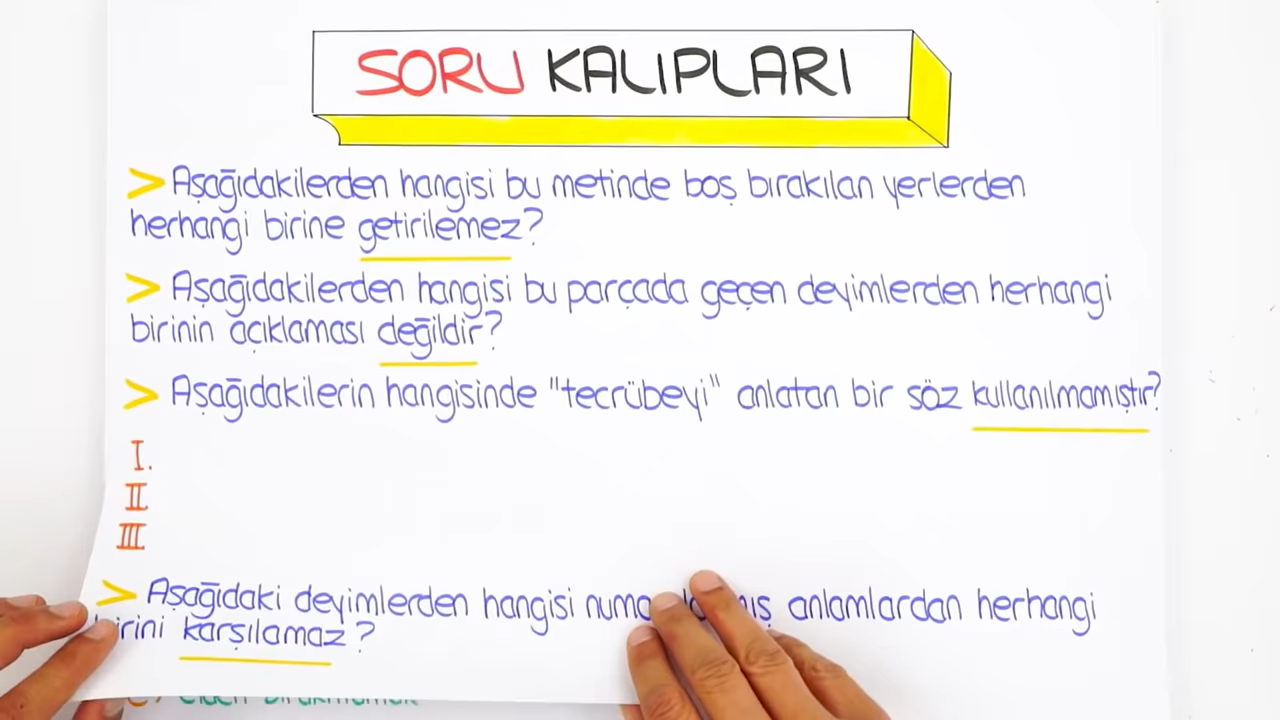 SORU KALIPLARI
> Aşağıdakilerden hangisi bu metinde boş bırakılan yerlerden
herhangi birine getirilemez?
> Aşağıdakilerden hangisi bu parçada geçen deyimlerden herhangi
birinin açıklaması değildir?
> Aşağıdakilerin hangisinde "tecrübeyi" anlatan bir söz kullanılmamıştır?
I.
II
III
> Aşağıdaki deyimlerden hangisi anlamlardan herhangi
karşılamaz?